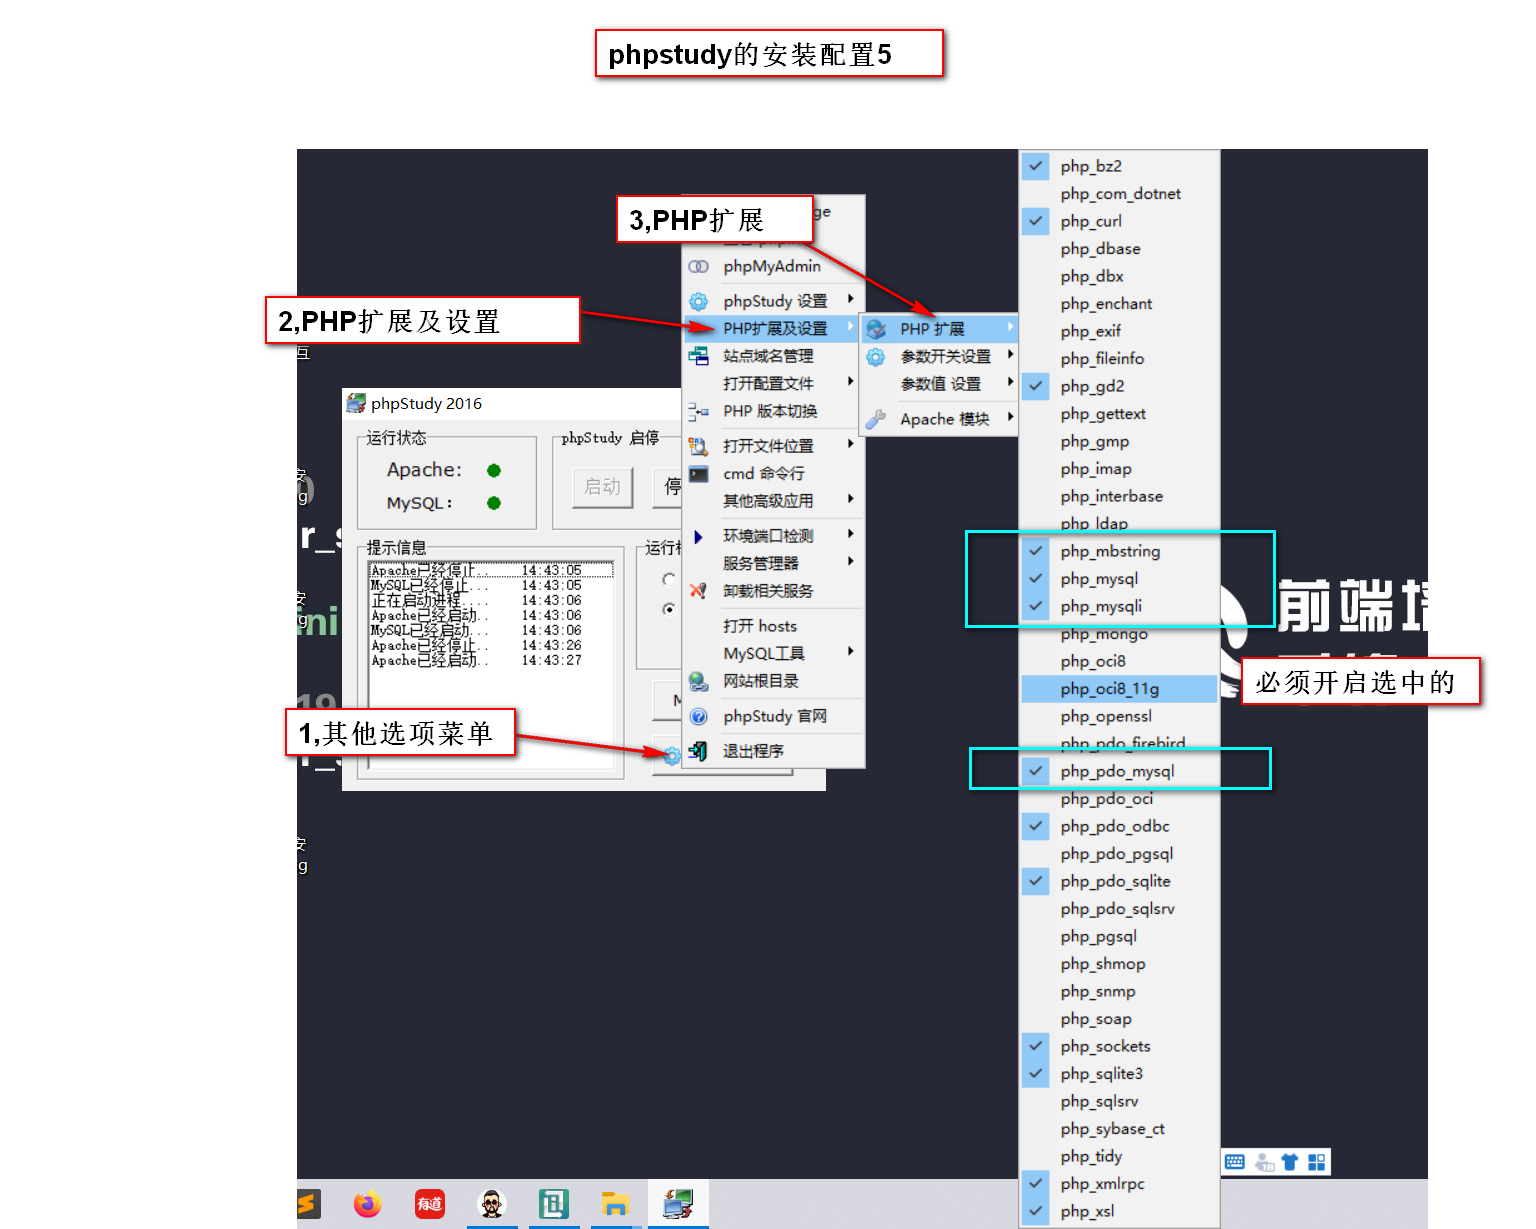 phpstudy的安装配置5
3,PHP扩展
ge
phpMyAdmin
phpStudy 设置
PHP扩展及设置
站点域名管理
打开配置文件
PHP 版本切换
打开文件位置
cmd 命令行
其他高级应用
环境端口检测
服务管理器
卸载相关服务
打开 hosts
MySQL工具
网站根目录
phpStudy 官网
退出程序
2,PHP扩展及设置
PHP 扩展
参数开关设置
参数值 设置
Apache 模块
互
phpStudy 2016
运行状态
Apache:
MySQL:
phpStudy 启停
启动
停
提示信息
Apache已经停止.. 14:43:05
MySQL已经停止... 14:43:05
正在启动进程.... 14:43:06
Apache已经启动.. 14:43:06
MySQL已经启动... 14:43:06
Apache已经停止.. 14:43:26
Apache已经启动.. 14:43:27
运行
M
1,其他选项菜单
安
g
r_s
安
g
ni
19
安
g
php_bz2
php_com_dotnet
php_curl
php_dbase
php_dbx
php_enchant
php_exif
php_fileinfo
php_gd2
php_gettext
php_gmp
php_imap
php_interbase
php_ldap
php_mbstring
php_mysql
php_mysqli
php_mongo
php_oci8
php_oci8_11g
php_openssl
php_pdo_firebird
php_pdo_mysql
php_pdo_oci
php_pdo_odbc
php_pdo_pgsql
php_pdo_sqlite
php_pdo_sqlsrv
php_pgsql
php_shmop
php_snmp
php_soap
php_sockets
php_sqlite3
php_sqlsrv
php_sybase_ct
php_tidy
php_xmlrpc
php_xsl
前端
必须开启选中的
有道